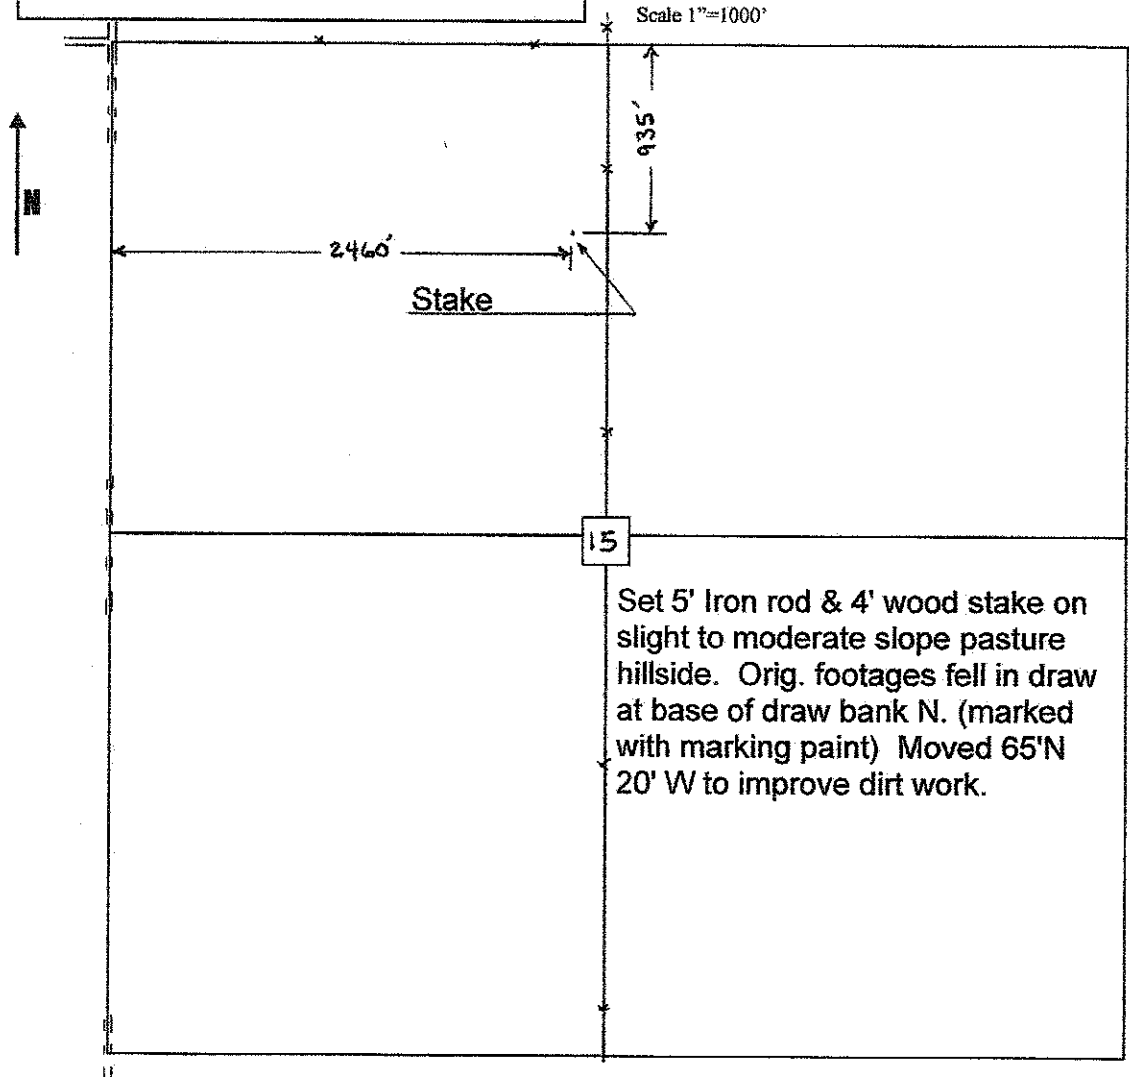 Scale 1"=1000'
935'
N
2460'
Stake
15
Set 5' Iron rod & 4' wood stake on
slight to moderate slope pasture
hillside. Orig. footages fell in draw
at base of draw bank N. (marked
with marking paint) Moved 65'N
20' W to improve dirt work.